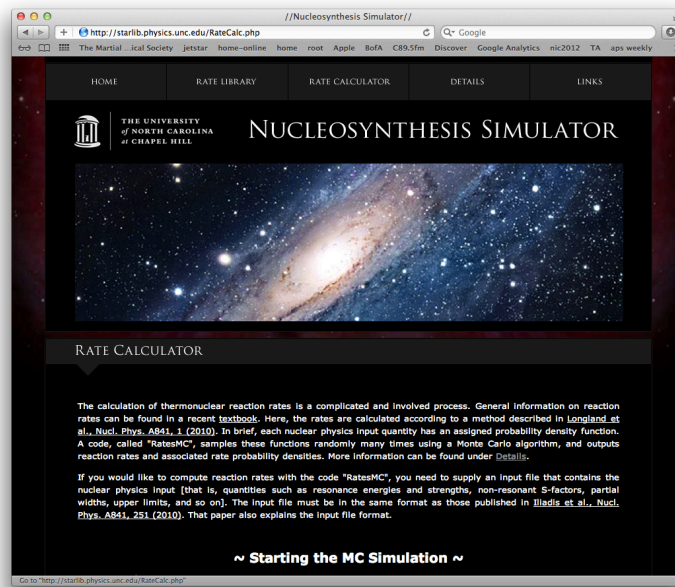 //Nucleosynthesis Simulator//
http://starlib.physics.unc.edu/RateCalc.php
Google
The Martial ...ical Society jetstar home-online home root Apple BofA C89.5fm Discover Google Analytics nic2012 TA aps weekly
HOME RATE LIBRARY RATE CALCULATOR DETAILS LINKS
THE UNIVERSITY
of NORTH CAROLINA
at CHAPEL HILL
NUCLEOSYNTHESIS SIMULATOR
RATE CALCULATOR
The calculation of thermonuclear reaction rates is a complicated and involved process. General information on reaction
rates can be found in a recent textbook. Here, the rates are calculated according to a method described in Longland et
al., Nucl. Phys. A841, 1 (2010). In brief, each nuclear physics input quantity has an assigned probability density function.
A code, called "RatesMC", samples these functions randomly many times using a Monte Carlo algorithm, and outputs
reaction rates and associated rate probability densities. More information can be found under Details.
If you would like to compute reaction rates with the code "RatesMC", you need to supply an input file that contains the
nuclear physics input [that is, quantities such as resonance energies and strengths, non-resonant S-factors, partial
widths, upper limits, and so on]. The input file must be in the same format as those published in Iliadis et al., Nucl.
Phys. A841, 251 (2010). That paper also explains the input file format.
~ Starting the MC Simulation ~
Go to "http://starlib.physics.unc.edu/RateCalc.php"